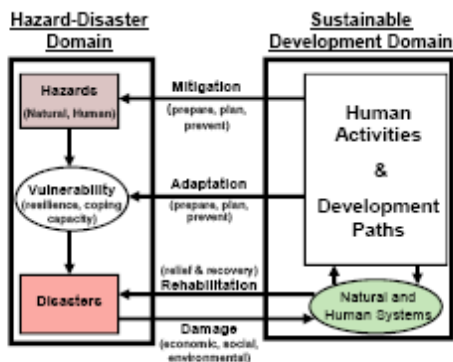 Hazard-Disaster
Domain
Sustainable
Development Domain
Hazards
(Natural, Human)
Mitigation
(prepare, plan,
prevent)
Human
Activities
&
Development
Paths
Vulnerability
(resilience, coping
capacity)
Adaptation
(prepare, plan,
prevent)
(relief & recovery)
Rehabilitation
Disasters
Natural and
Human Systems
Damage
(economic, social,
environmental)